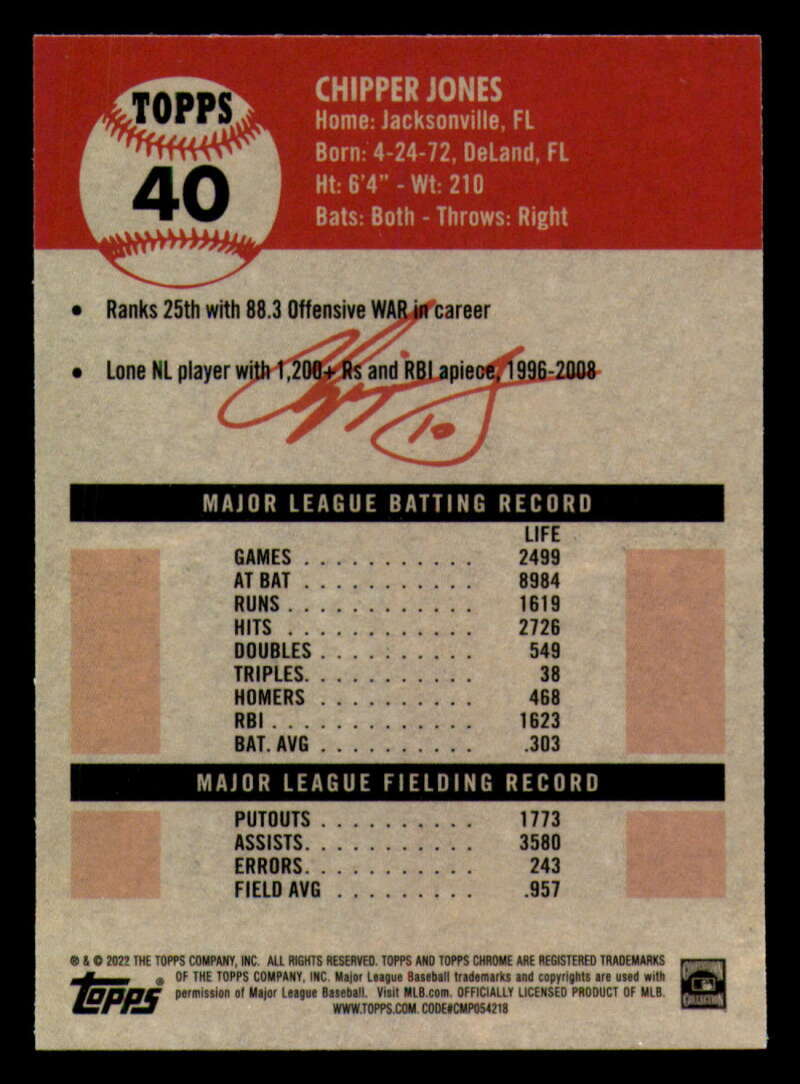 TOPPS
40
CHIPPER JONES
Home: Jacksonville, FL
Born: 4-24-72, DeLand, FL
Ht: 6'4" - Wt: 210
Bats: Both - Throws: Right
• Ranks 25th with 88.3 Offensive WAR in career
• Lone NL player with 1,200+ Rs and RBI apiece, 1996-2008
Chipper J
10
MAJOR LEAGUE BATTING RECORD
LIFE
GAMES . . . . . . . . . . . 2499
AT BAT . . . . . . . . . . . 8984
RUNS . . . . . . . . . . . . 1619
HITS . . . . . . . . . . . . 2726
DOUBLES . . . . . . . . . . 549
TRIPLES. . . . . . . . . . . 38
HOMERS . . . . . . . . . . 468
RBI . . . . . . . . . . . . . 1623
BAT. AVG . . . . . . . . . . .303
MAJOR LEAGUE FIELDING RECORD
PUTOUTS . . . . . . . . . . 1773
ASSISTS. . . . . . . . . . . 3580
ERRORS. . . . . . . . . . . 243
FIELD AVG . . . . . . . . . .957
® & © 2022 THE TOPPS COMPANY, INC. ALL RIGHTS RESERVED. TOPPS AND TOPPS CHROME ARE REGISTERED TRADEMARKS
OF THE TOPPS COMPANY, INC. Major League Baseball trademarks and copyrights are used with
permission of Major League Baseball. Visit MLB.com. OFFICIALLY LICENSED PRODUCT OF MLB.
WWW.TOPPS.COM. CODE#CMP054218
topps®
COOPERSTOWN
COLLECTION